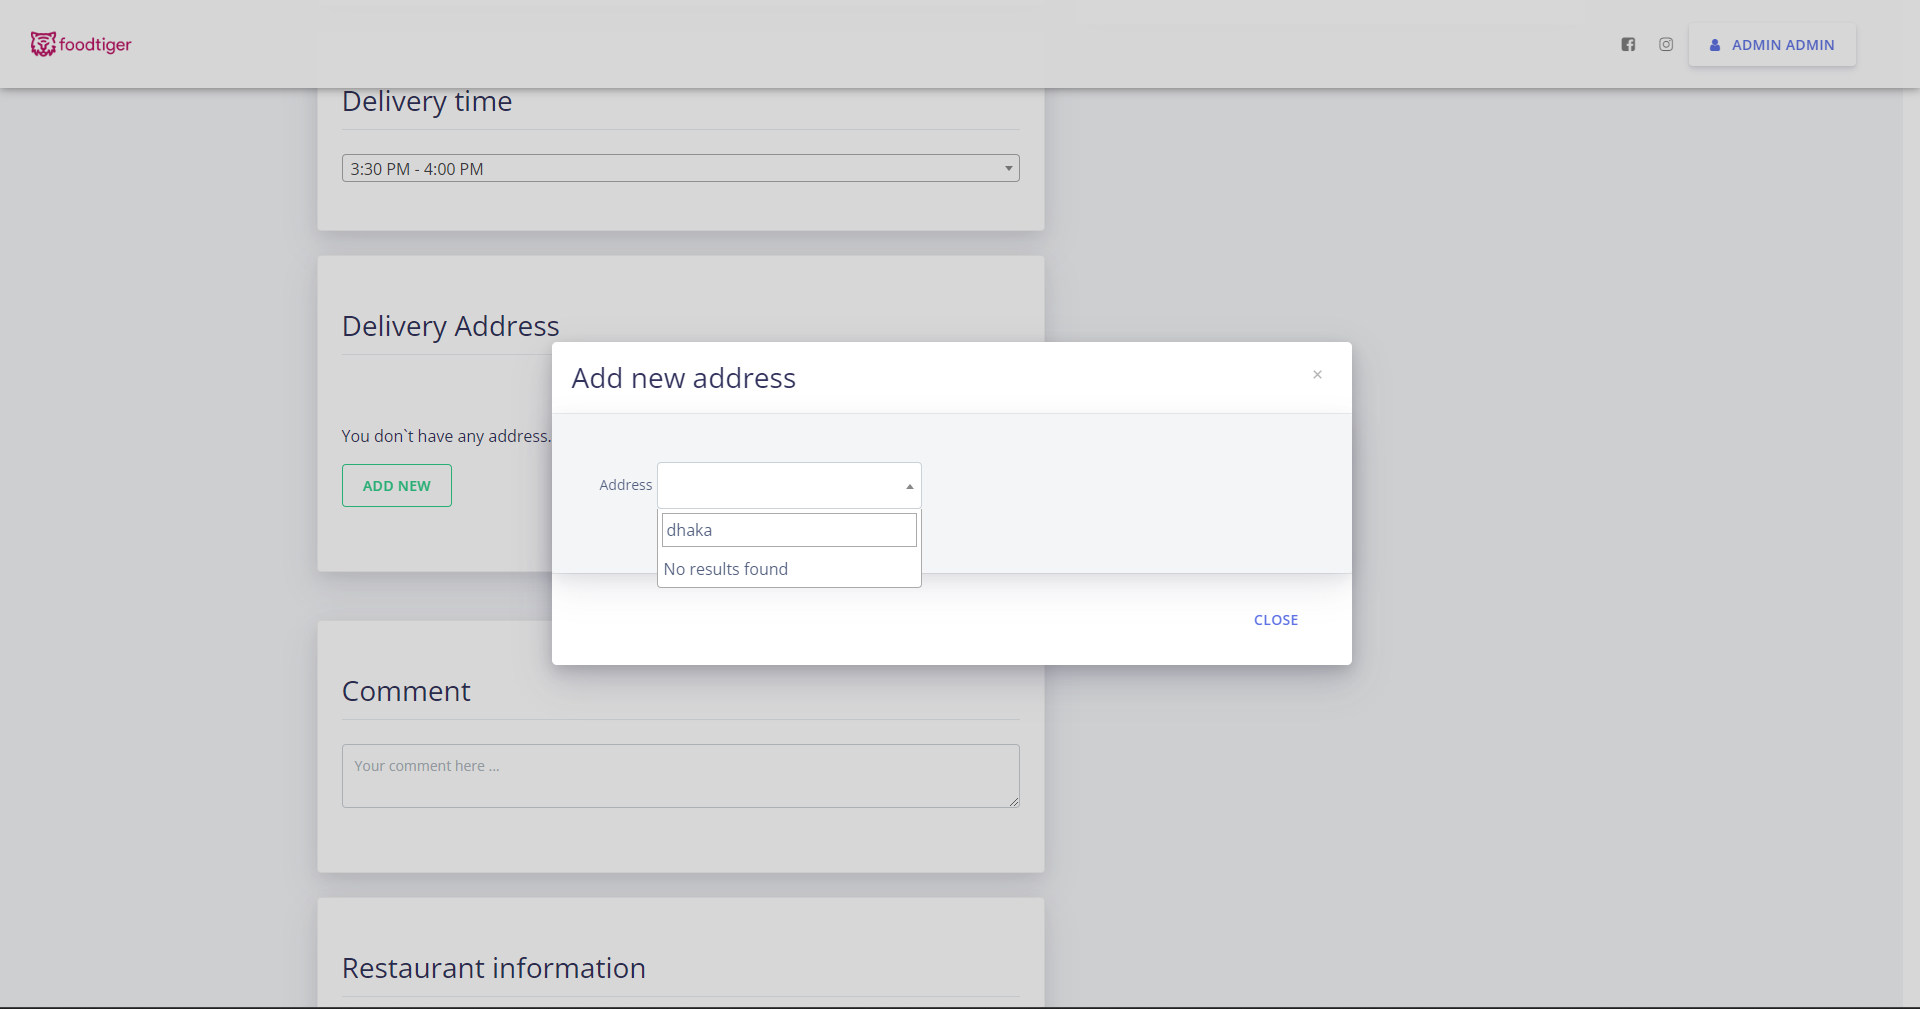 foodtiger
ADMIN ADMIN
Delivery time
3:30 PM - 4:00 PM
Delivery Address
You don`t have any address.
ADD NEW
Add new address
×
Address
dhaka
No results found
CLOSE
Comment
Your comment here ...
Restaurant information